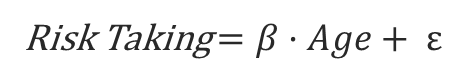 Risk Taking= β · Age + ε